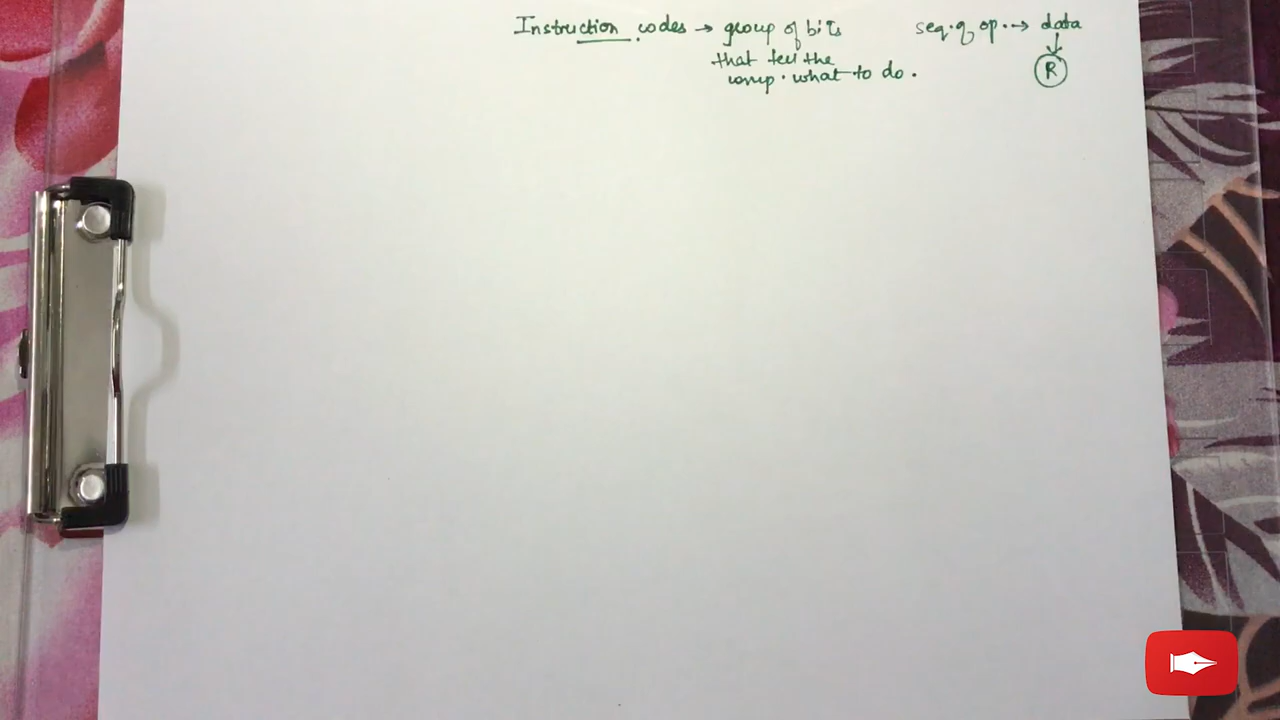 Instruction codes → group of bits
that tell the
comp. what to do.
seq. of op. → data
↓
R